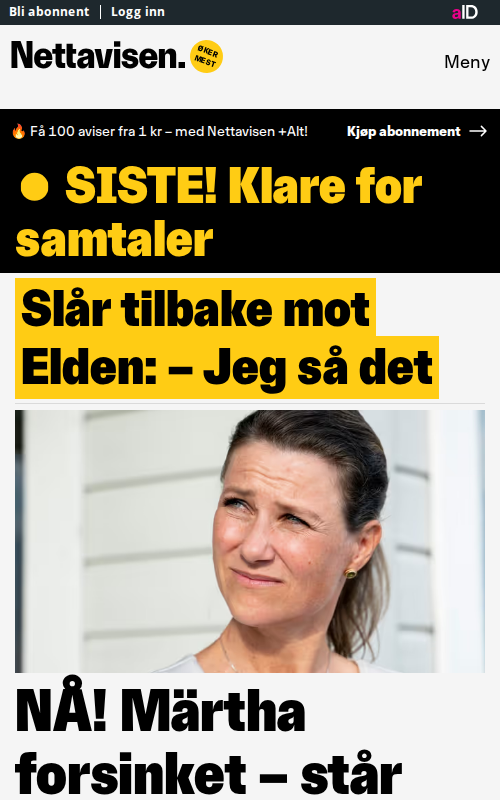 Bli abonnent | Logg inn
aID
Nettavisen.
ØKER
MEST
Meny
🔥 Få 100 aviser fra 1 kr – med Nettavisen +Alt!
Kjøp abonnement →
● SISTE! Klare for
samtaler
Slår tilbake mot
Elden: – Jeg så det
NÅ! Märtha
forsinket – står